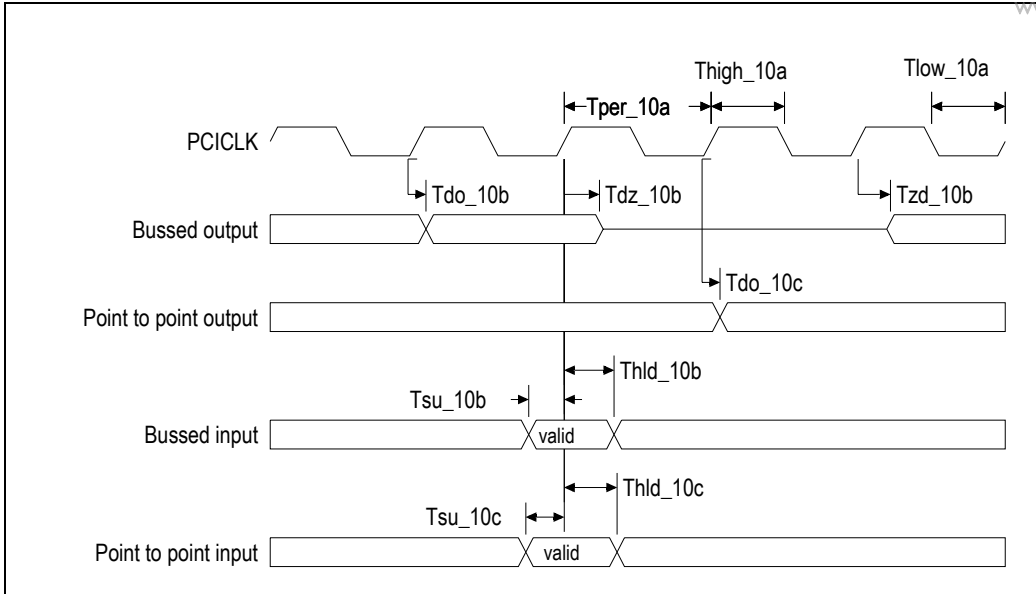 Thigh_10a
Tlow_10a
Tper_10a
PCICLK
Tdo_10b
Tdz_10b
Tzd_10b
Bussed output
Tdo_10c
Point to point output
Thld_10b
Tsu_10b
Bussed input
valid
Thld_10c
Tsu_10c
Point to point input
valid